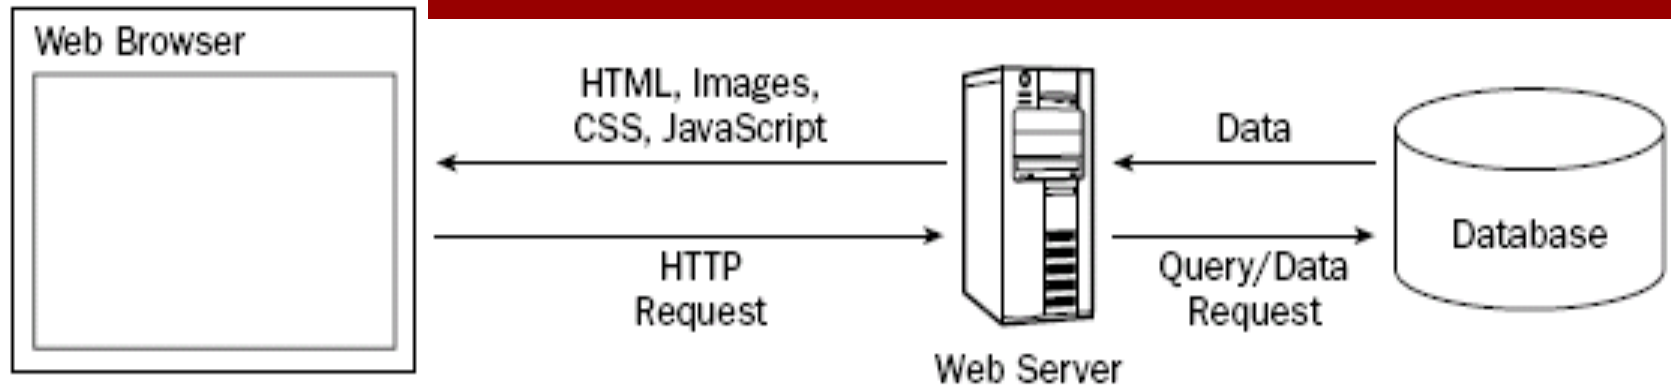 Web Browser
HTML, Images,
CSS, JavaScript
HTTP
Request
Web Server
Data
Query/Data
Request
Database